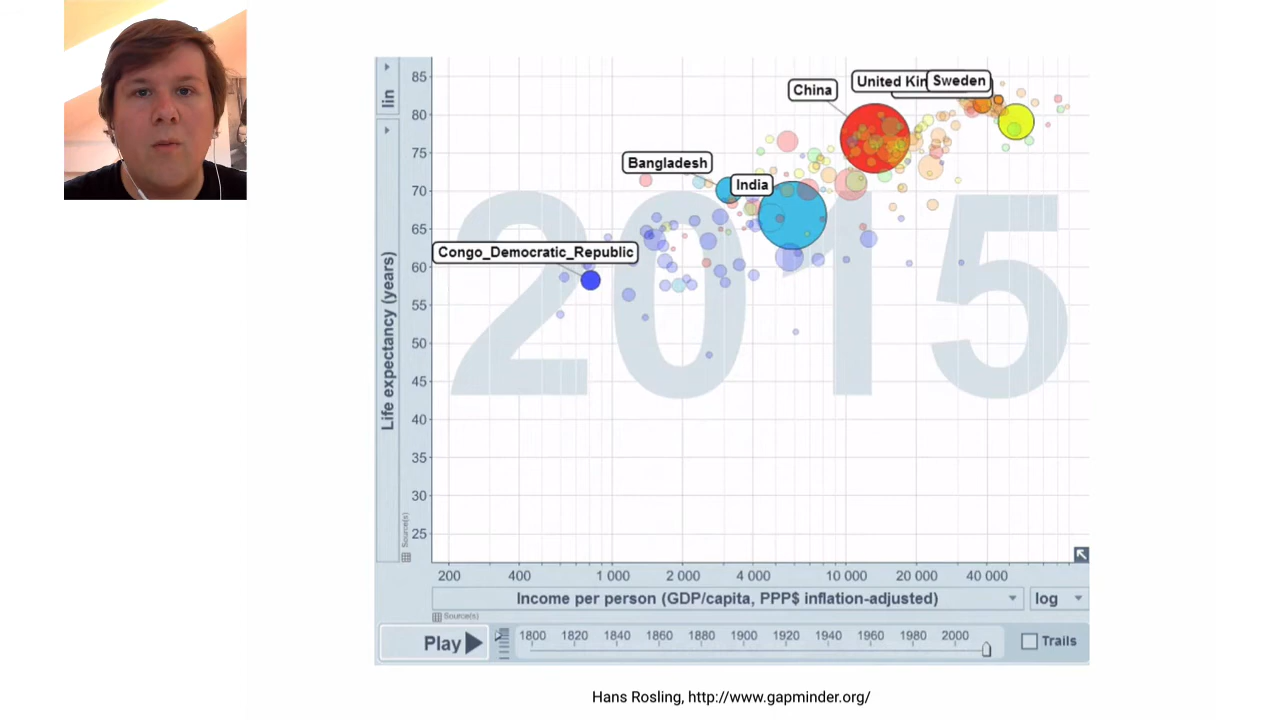 lin
85
80
75
70
65
60
55
50
45
40
35
30
25
Life expectancy (years)
Source(s)
2015
China
United Kin
Sweden
Bangladesh
India
Congo_Democratic_Republic
200 400 1 000 2 000 4 000 10 000 20 000 40 000
Income per person (GDP/capita, PPP$ inflation-adjusted)
log
Source(s)
Play
1800 1820 1840 1860 1880 1900 1920 1940 1960 1980 2000
Trails
Hans Rosling, http://www.gapminder.org/